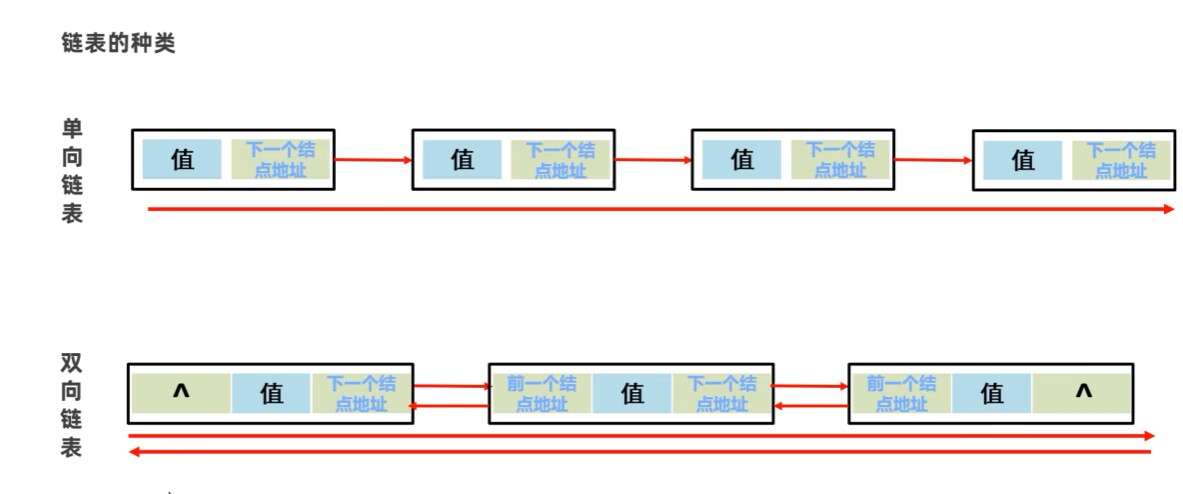 链表的种类
单向链表
值
下一个结
点地址
值
下一个结
点地址
值
下一个结
点地址
值
下一个结
点地址
双向链表
^
值
下一个结
点地址
前一个结
点地址
值
下一个结
点地址
前一个结
点地址
值
^